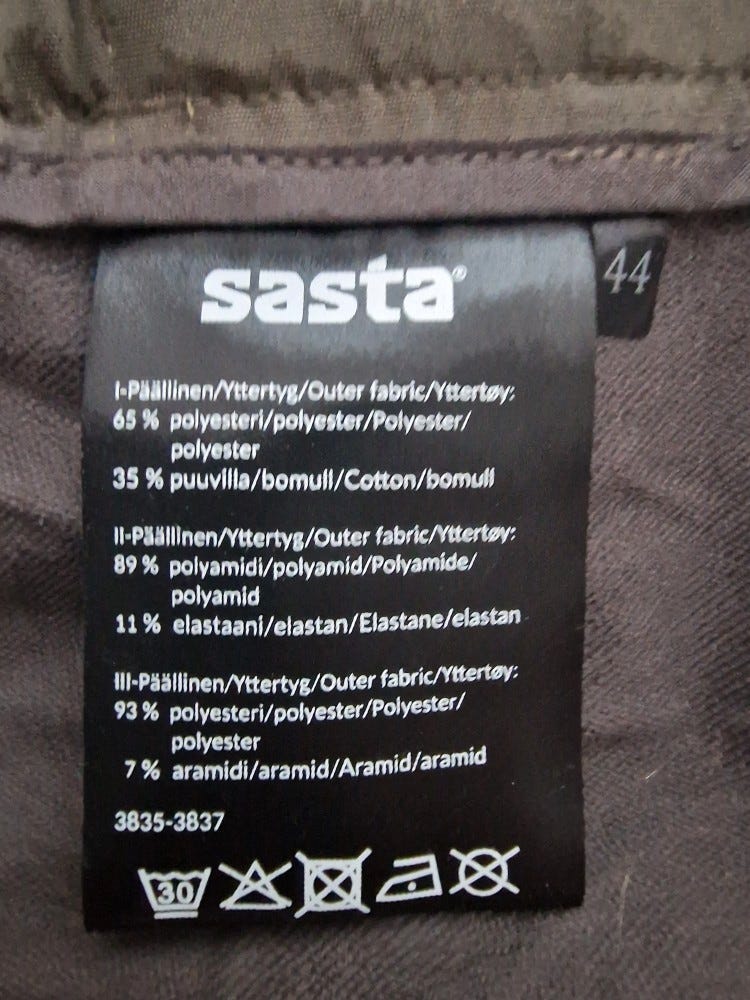 sasta®
44
I-Päällinen/Yttertyg/Outer fabric/Yttertøy:
65 % polyesteri/polyester/Polyester/
polyester
35 % puuvilla/bomull/Cotton/bomull
II-Päällinen/Yttertyg/Outer fabric/Yttertøy:
89 % polyamidi/polyamid/Polyamide/
polyamid
11 % elastaani/elastan/Elastane/elastan
III-Päällinen/Yttertyg/Outer fabric/Yttertøy:
93 % polyesteri/polyester/Polyester/
polyester
7 % aramidi/aramid/Aramid/aramid
3835-3837
30